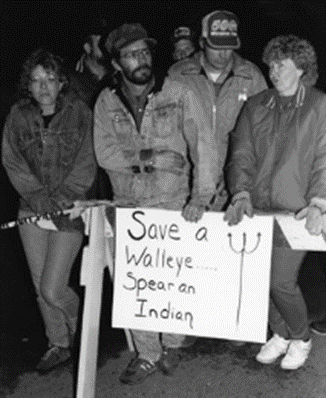 Save a
Walleye.....
Spear an
Indian